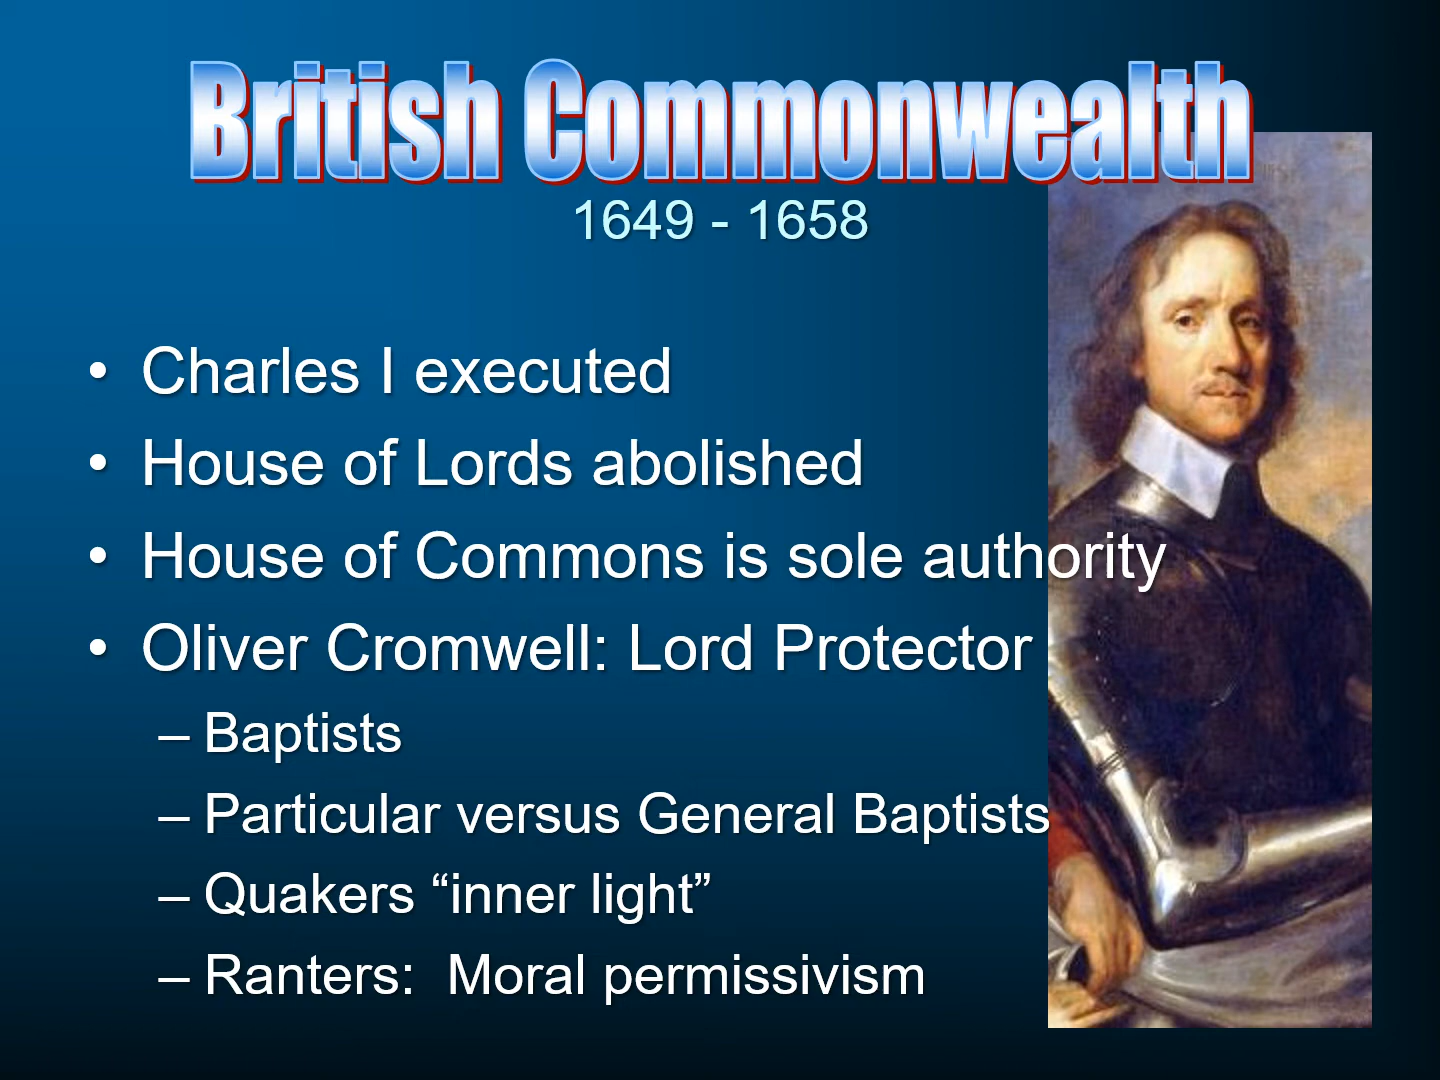 British Commonwealth
1649 - 1658
• Charles I executed
• House of Lords abolished
• House of Commons is sole authority
• Oliver Cromwell: Lord Protector
– Baptists
– Particular versus General Baptists
– Quakers “inner light”
– Ranters:  Moral permissivism